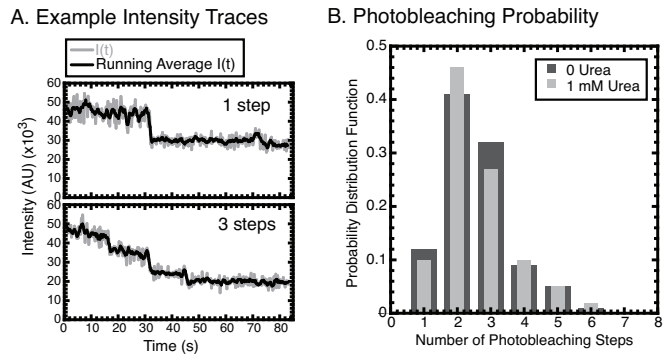 A. Example Intensity Traces
I(t)
Running Average I(t)
60
50
40
30
20
10
0
1 step
60
50
40
30
20
10
0
3 steps
0 10 20 30 40 50 60 70 80
Time (s)
Intensity (AU) (x10³)
B. Photobleaching Probability
0.5
0.4
0.3
0.2
0.1
0
0 Urea
1 mM Urea
0 1 2 3 4 5 6 7 8
Number of Photobleaching Steps
Probability Distribution Function